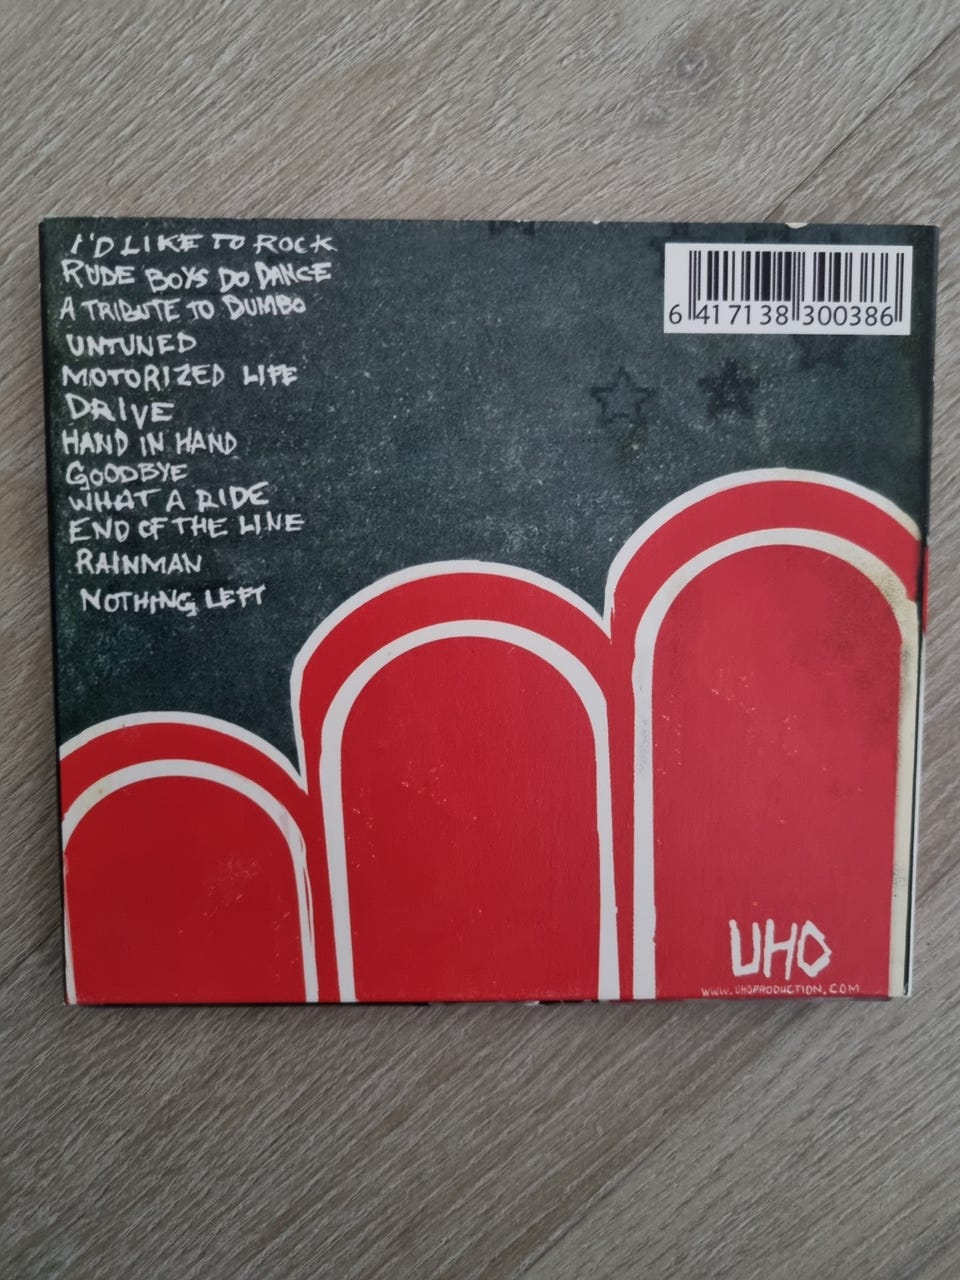 I'D LIKE TO ROCK
RUDE BOYS DO DANCE
A TRIBUTE TO DUMBO
UNTUNED
MOTORIZED LIFE
DRIVE
HAND IN HAND
GOODBYE
WHAT A RIDE
END OF THE LINE
RAINMAN
NOTHING LEFT
6 417138 300386
UHO
WWW.UHOPRODUCTION.COM